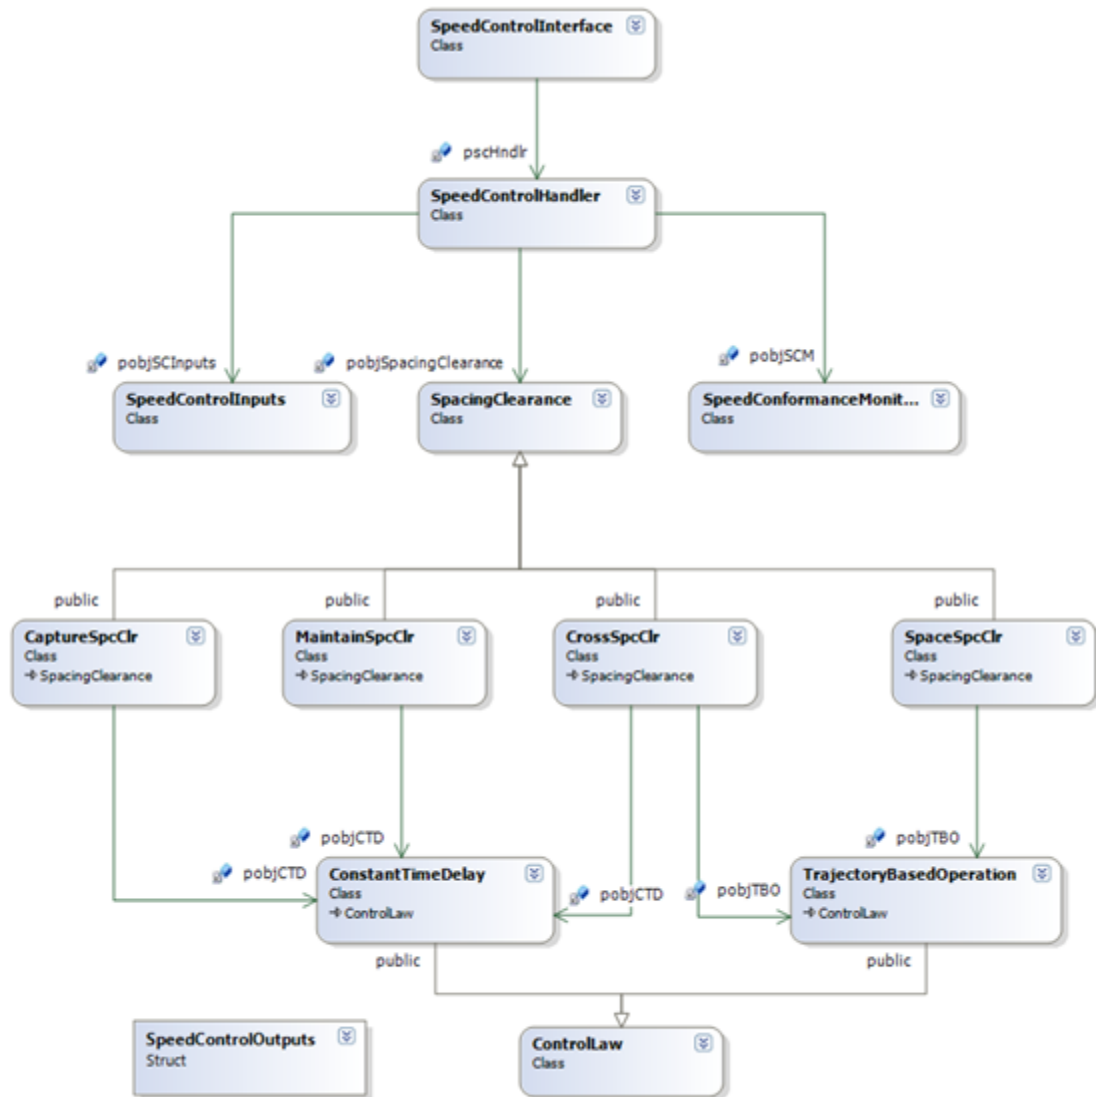 SpeedControlInterface
Class
pscHndlr
SpeedControlHandler
Class
pobjSCInputs
pobjSpacingClearance
pobjSCM
SpeedControlInputs
Class
SpacingClearance
Class
SpeedConformanceMonit...
Class
public
public
public
public
CaptureSpcClr
Class
SpacingClearance
MaintainSpcClr
Class
SpacingClearance
CrossSpcClr
Class
SpacingClearance
SpaceSpcClr
Class
SpacingClearance
pobjCTD
pobjTBO
pobjCTD
ConstantTimeDelay
Class
ControlLaw
pobjCTD
pobjTBO
TrajectoryBasedOperation
Class
ControlLaw
public
public
SpeedControlOutputs
Struct
ControlLaw
Class